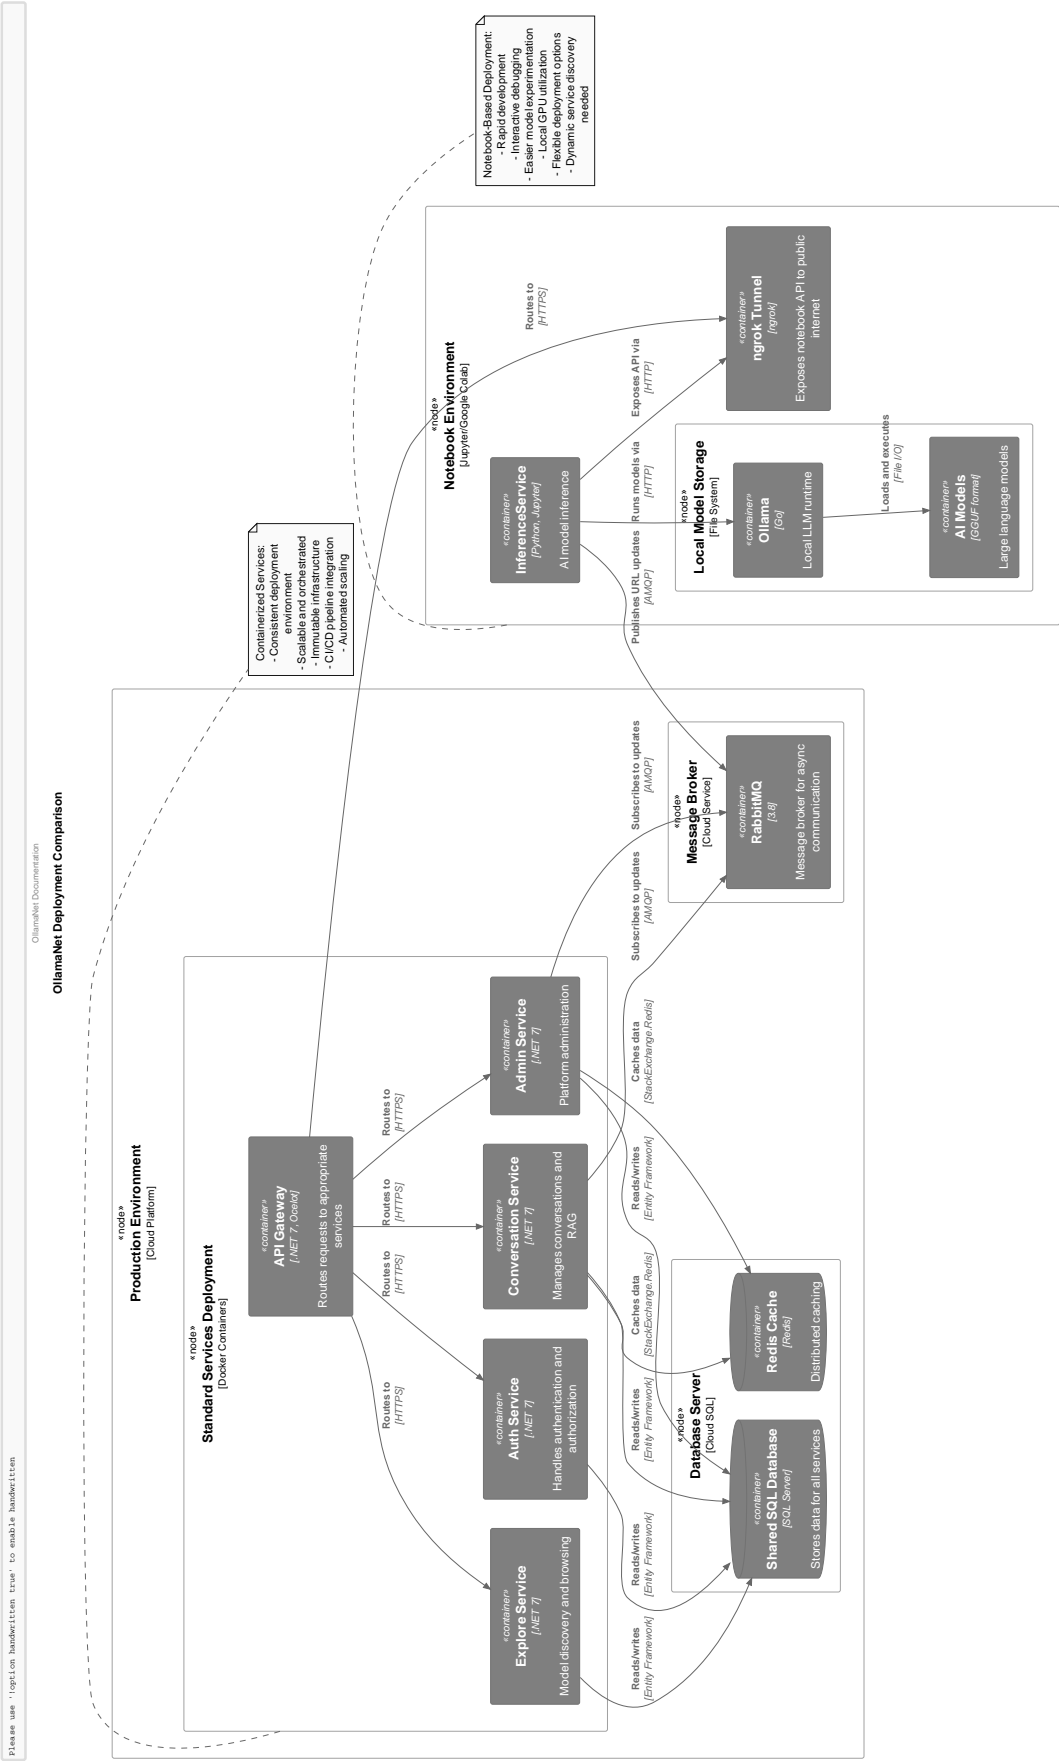 Please use '!option handwritten true' to enable handwritten
OllamaNet Documentation
OllamaNet Deployment Comparison
«node»
Production Environment
[Cloud Platform]
«node»
Standard Services Deployment
[Docker Containers]
«container»
API Gateway
[.NET 7, Ocelot]
Routes requests to appropriate
services
Containerized Services:
- Consistent deployment
environment
- Scalable and orchestrated
- Immutable infrastructure
- CI/CD pipeline integration
- Automated scaling
Routes to
[HTTPS]
Routes to
[HTTPS]
Routes to
[HTTPS]
Routes to
[HTTPS]
«container»
Explore Service
[.NET 7]
Model discovery and browsing
«container»
Auth Service
[.NET 7]
Handles authentication and
authorization
«container»
Conversation Service
[.NET 7]
Manages conversations and
RAG
«container»
Admin Service
[.NET 7]
Platform administration
Reads/writes
[Entity Framework]
Reads/writes
[Entity Framework]
Reads/writes
[Entity Framework]
Caches data
[StackExchange.Redis]
Reads/writes
[Entity Framework]
Caches data
[StackExchange.Redis]
Subscribes to updates
[AMQP]
Subscribes to updates
[AMQP]
«node»
Database Server
[Cloud SQL]
«container»
Shared SQL Database
[SQL Server]
Stores data for all services
«container»
Redis Cache
[Redis]
Distributed caching
«node»
Message Broker
[Cloud Service]
«container»
RabbitMQ
[3.8]
Message broker for async
communication
«node»
Notebook Environment
[Jupyter/Google Colab]
Notebook-Based Deployment:
- Rapid development
- Interactive debugging
- Easier model experimentation
- Local GPU utilization
- Flexible deployment options
- Dynamic service discovery
needed
«container»
InferenceService
[Python, Jupyter]
AI model inference
Routes to
[HTTPS]
Publishes URL updates
[AMQP]
Runs models via
[HTTP]
Exposes API via
[HTTP]
«node»
Local Model Storage
[File System]
«container»
Ollama
[Go]
Local LLM runtime
Loads and executes
[File I/O]
«container»
AI Models
[GGUF format]
Large language models
«container»
ngrok Tunnel
[ngrok]
Exposes notebook API to public
internet